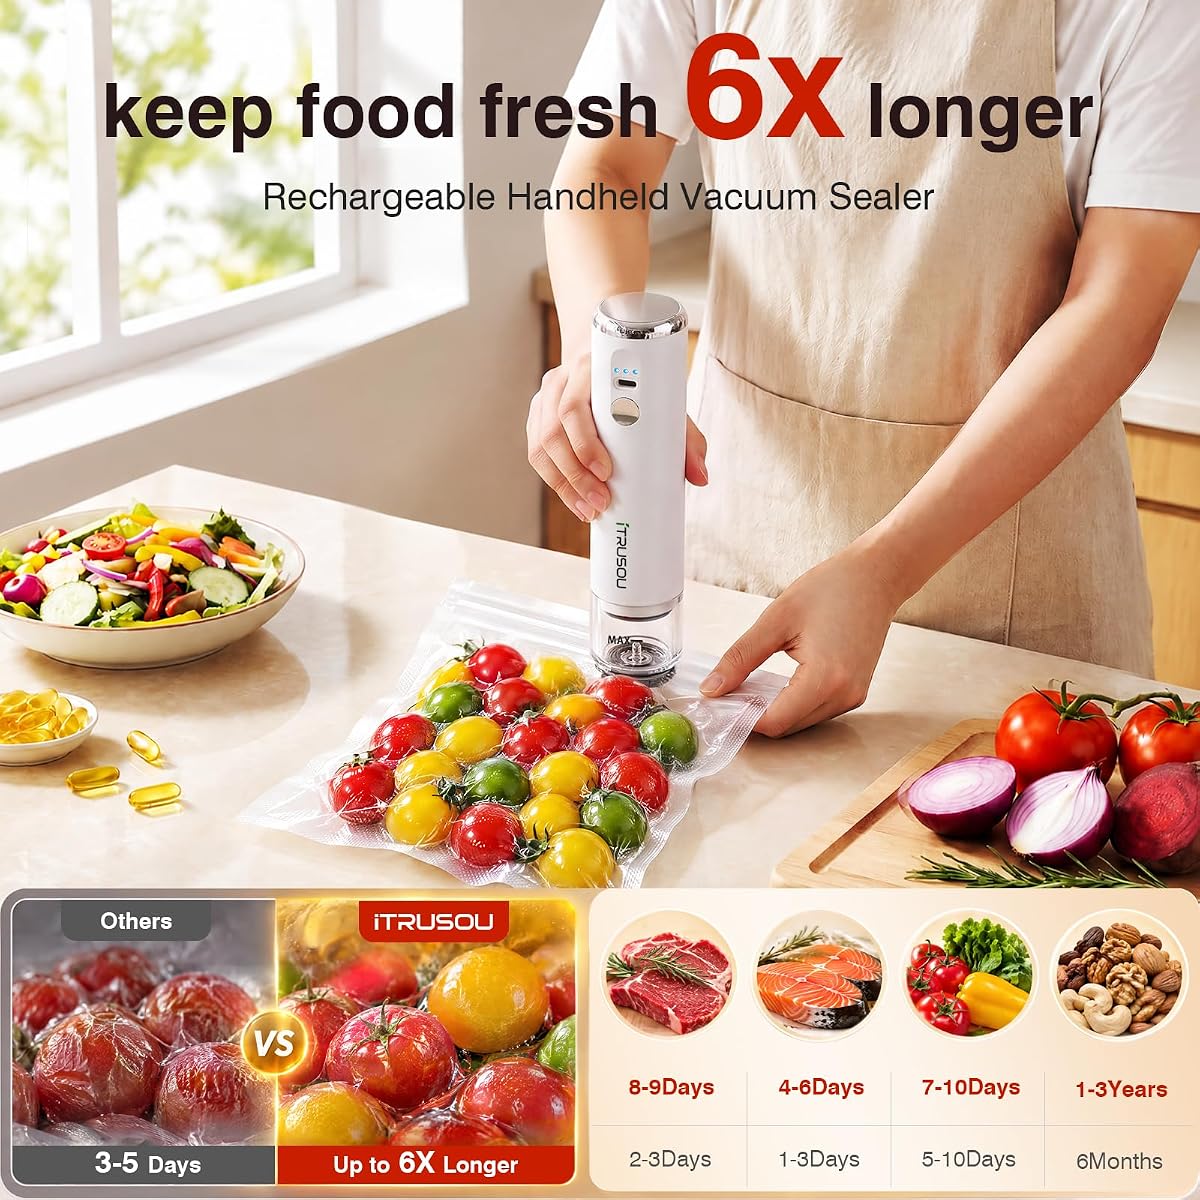 keep food fresh 6x longer
Rechargeable Handheld Vacuum Sealer
iTRUSOU
MAX
Others
iTRUSOU
VS
3-5 Days
Up to 6X Longer
8-9Days
4-6Days
7-10Days
1-3Years
2-3Days
1-3Days
5-10Days
6Months